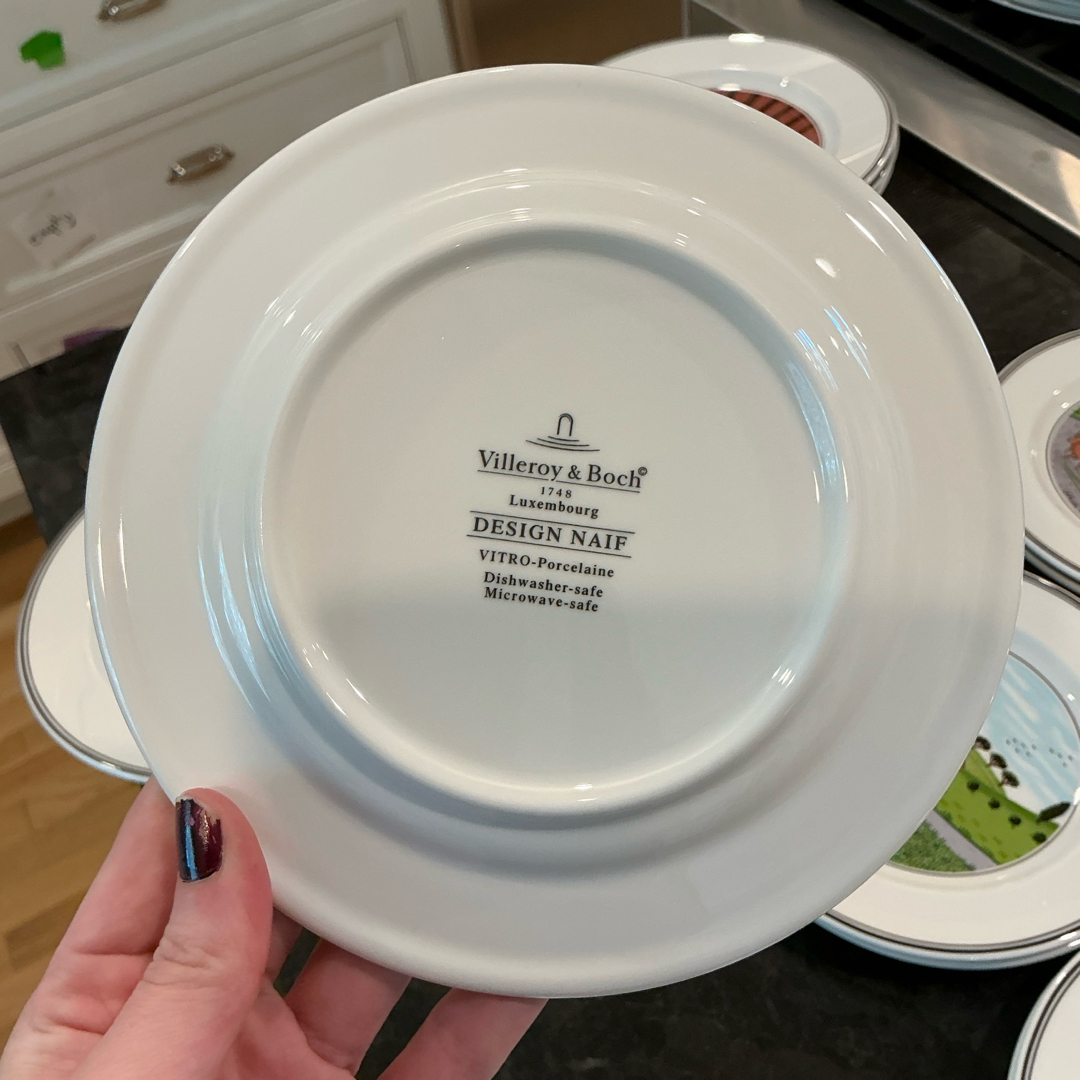 Villeroy & Boch©
1748
Luxembourg
DESIGN NAIF
VITRO-Porcelaine
Dishwasher-safe
Microwave-safe